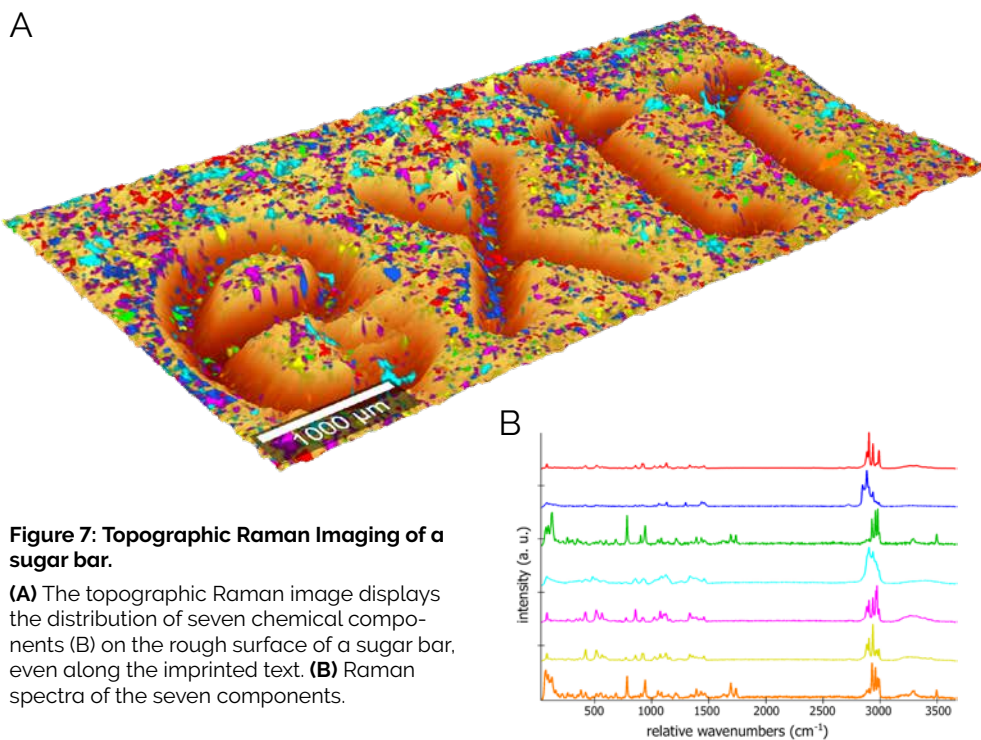 A
1000 µm
B
Figure 7: Topographic Raman Imaging of a
sugar bar.
(A) The topographic Raman image displays
the distribution of seven chemical compo-
nents (B) on the rough surface of a sugar bar,
even along the imprinted text. (B) Raman
spectra of the seven components.
intensity (a. u.)
500 1000 1500 2000 2500 3000 3500
relative wavenumbers (cm⁻¹)